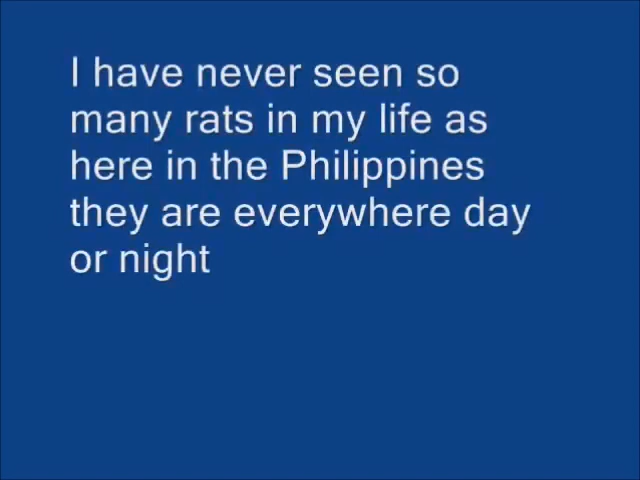 I have never seen so
many rats in my life as
here in the Philippines
they are everywhere day
or night